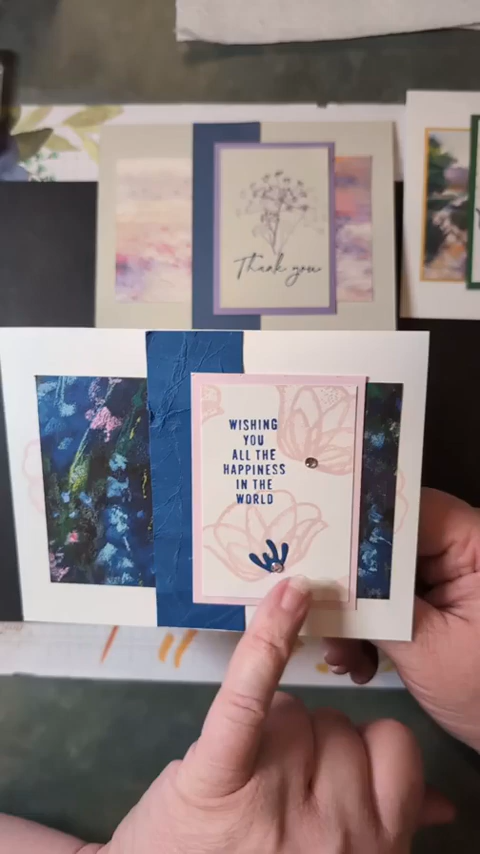 Thank you
WISHING
YOU
ALL THE
HAPPINESS
IN THE
WORLD